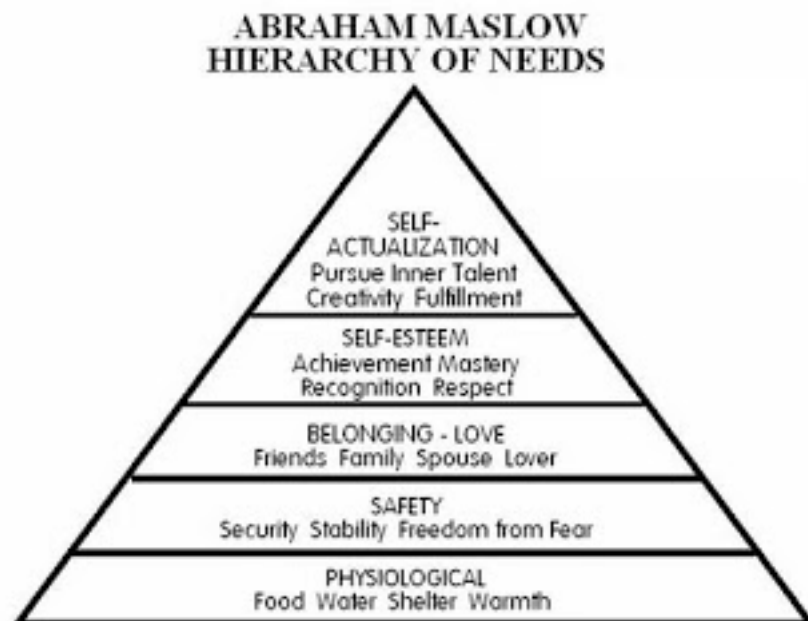 ABRAHAM MASLOW
HIERARCHY OF NEEDS
SELF-
ACTUALIZATION
Pursue Inner Talent
Creativity Fulfillment
SELF-ESTEEM
Achievement Mastery
Recognition Respect
BELONGING - LOVE
Friends Family Spouse Lover
SAFETY
Security Stability Freedom from Fear
PHYSIOLOGICAL
Food Water Shelter Warmth